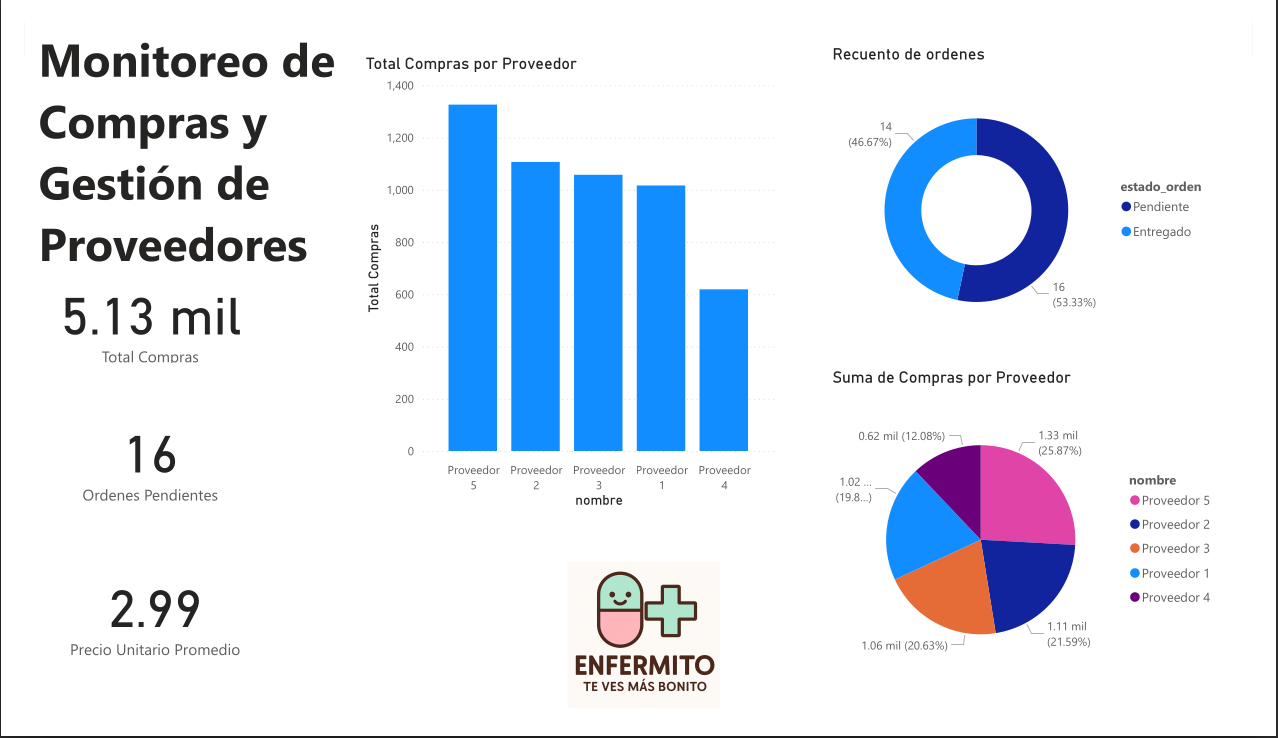 Monitoreo de
Compras y
Gestión de
Proveedores
5.13 mil
Total Compras
16
Ordenes Pendientes
2.99
Precio Unitario Promedio
Total Compras por Proveedor
Total Compras
1,400
1,200
1,000
800
600
400
200
0
Proveedor
5
Proveedor
2
Proveedor
3
Proveedor
1
Proveedor
4
nombre
ENFERMITO
TE VES MÁS BONITO
Recuento de ordenes
14
(46.67%)
16
(53.33%)
estado_orden
Pendiente
Entregado
Suma de Compras por Proveedor
0.62 mil (12.08%)
1.33 mil
(25.87%)
1.02 ...
(19.8...)
1.06 mil (20.63%)
1.11 mil
(21.59%)
nombre
Proveedor 5
Proveedor 2
Proveedor 3
Proveedor 1
Proveedor 4